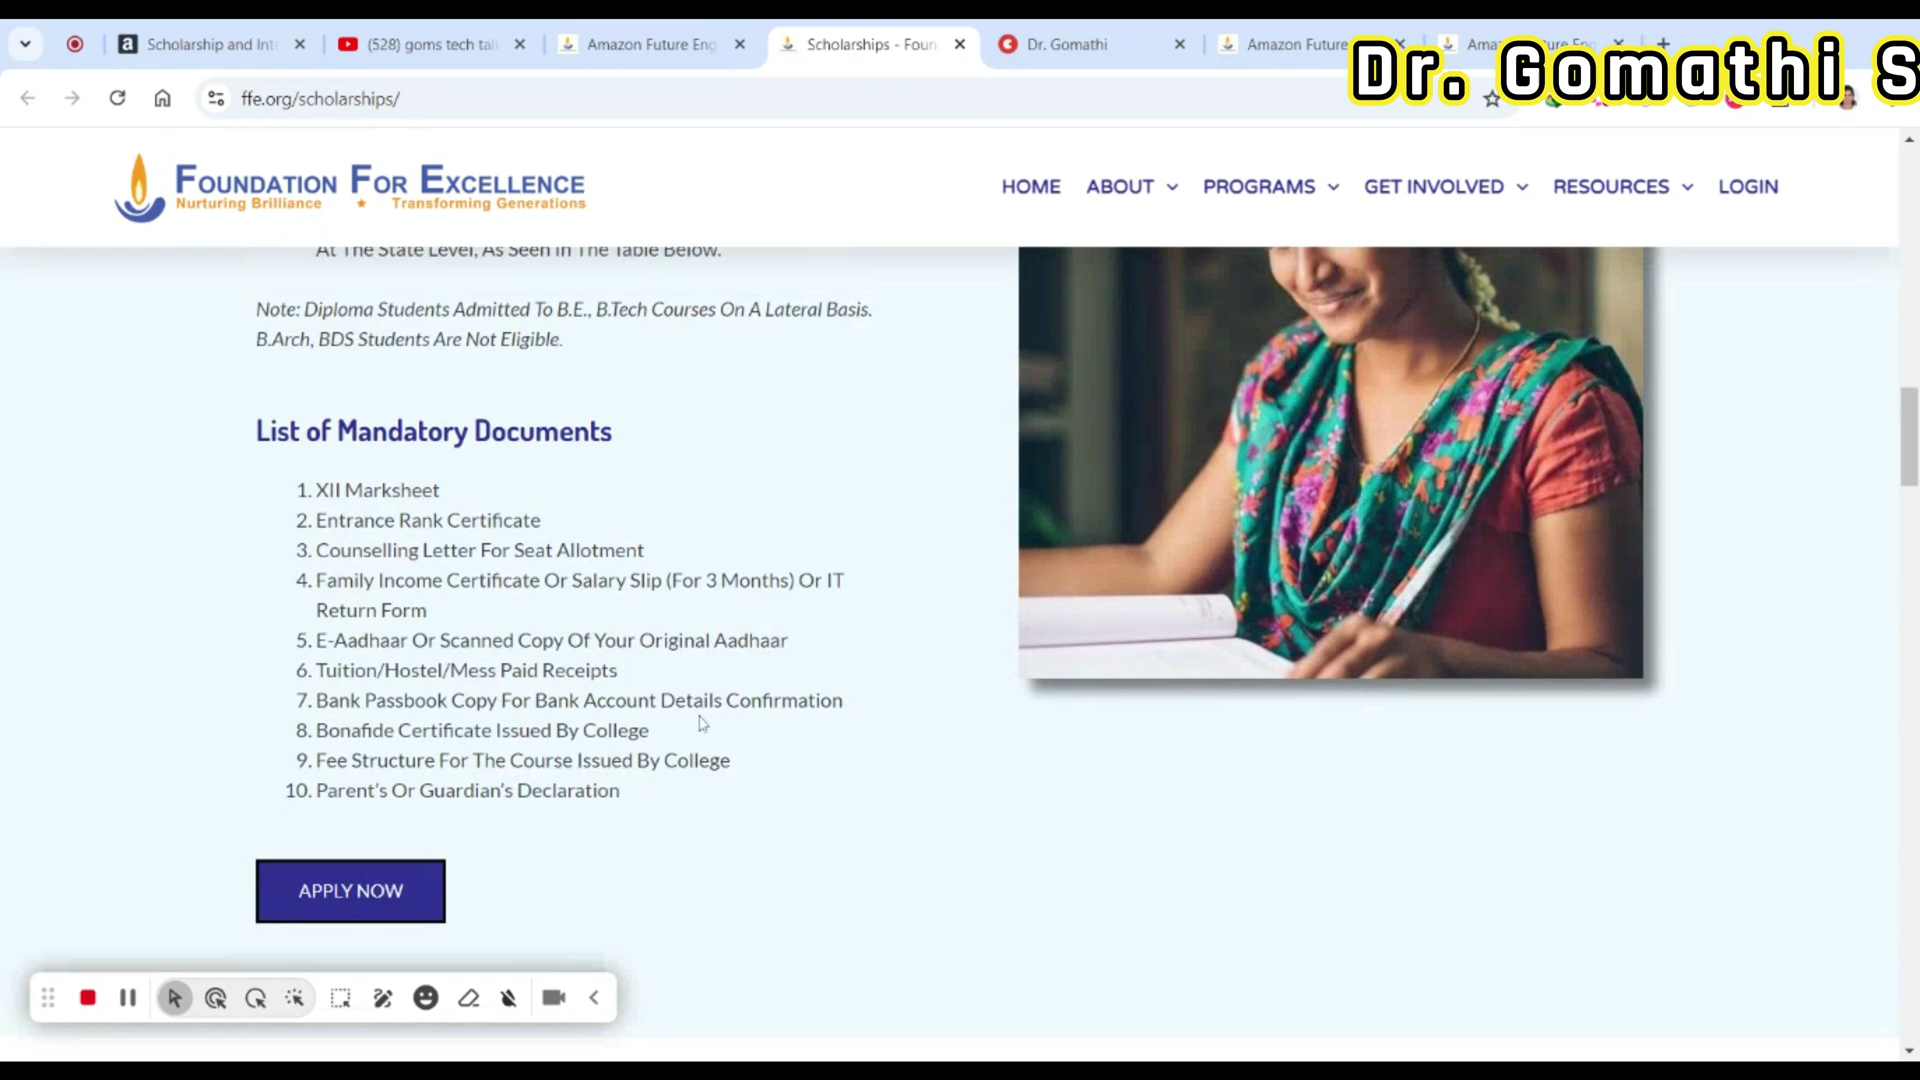 Scholarship and Int
(528) goms tech tal
Amazon Future Eng
Scholarships - Foun
Dr. Gomathi
Amazon Future
Dr. Gomathi S
ffe.org/scholarships/
FOUNDATION FOR EXCELLENCE
Nurturing Brilliance ★ Transforming Generations
HOME ABOUT PROGRAMS GET INVOLVED RESOURCES LOGIN
At The State Level, As Seen In The Table Below.
Note: Diploma Students Admitted To B.E., B.Tech Courses On A Lateral Basis.
B.Arch, BDS Students Are Not Eligible.
List of Mandatory Documents
1. XII Marksheet
2. Entrance Rank Certificate
3. Counselling Letter For Seat Allotment
4. Family Income Certificate Or Salary Slip (For 3 Months) Or IT
Return Form
5. E-Aadhaar Or Scanned Copy Of Your Original Aadhaar
6. Tuition/Hostel/Mess Paid Receipts
7. Bank Passbook Copy For Bank Account Details Confirmation
8. Bonafide Certificate Issued By College
9. Fee Structure For The Course Issued By College
10. Parent's Or Guardian's Declaration
APPLY NOW